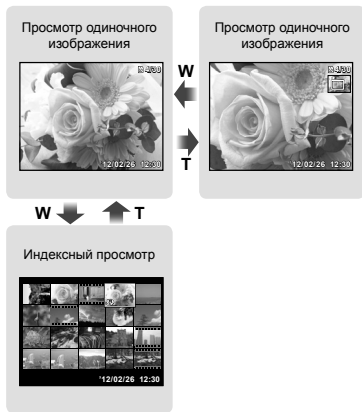 Просмотр одиночного
изображения
4/30
'12/02/26 12:30
W
T
Просмотр одиночного
изображения
4/30
'12/02/26 12:30
W
T
Индексный просмотр
'12/02/26 12:30